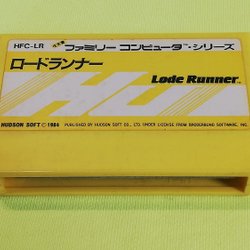 HFC-LR ファミリー コンピュータ™・シリーズ
ロードランナー
Lode Runner™
HUDSON SOFT © 1984
PUBLISHED BY HUDSON SOFT CO., LTD. UNDER LICENSE FROM BRODERBUND SOFTWARE, INC.